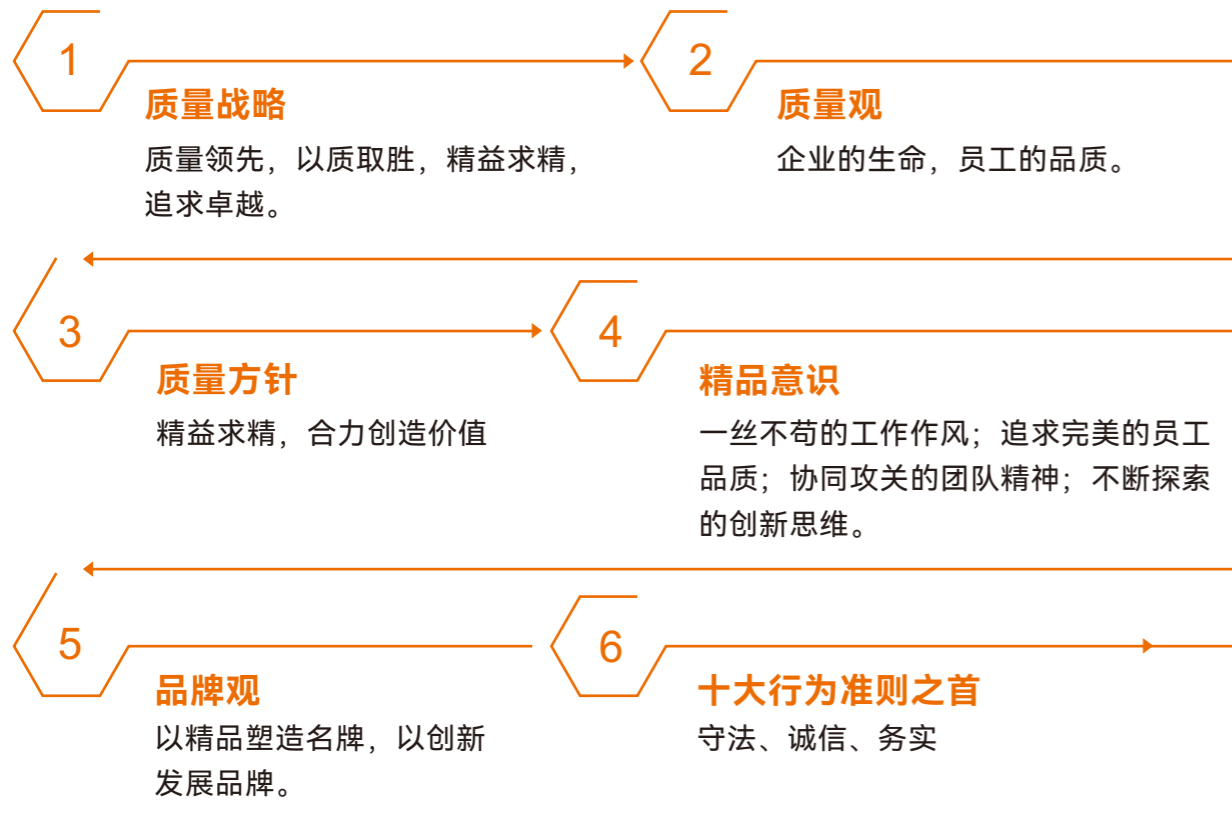 1
质量战略
质量领先，以质取胜，精益求精，
追求卓越。
2
质量观
企业的生命，员工的品质。
3
质量方针
精益求精，合力创造价值
4
精品意识
一丝不苟的工作作风；追求完美的员工
品质；协同攻关的团队精神；不断探索
的创新思维。
5
品牌观
以精品塑造名牌，以创新
发展品牌。
6
十大行为准则之首
守法、诚信、务实